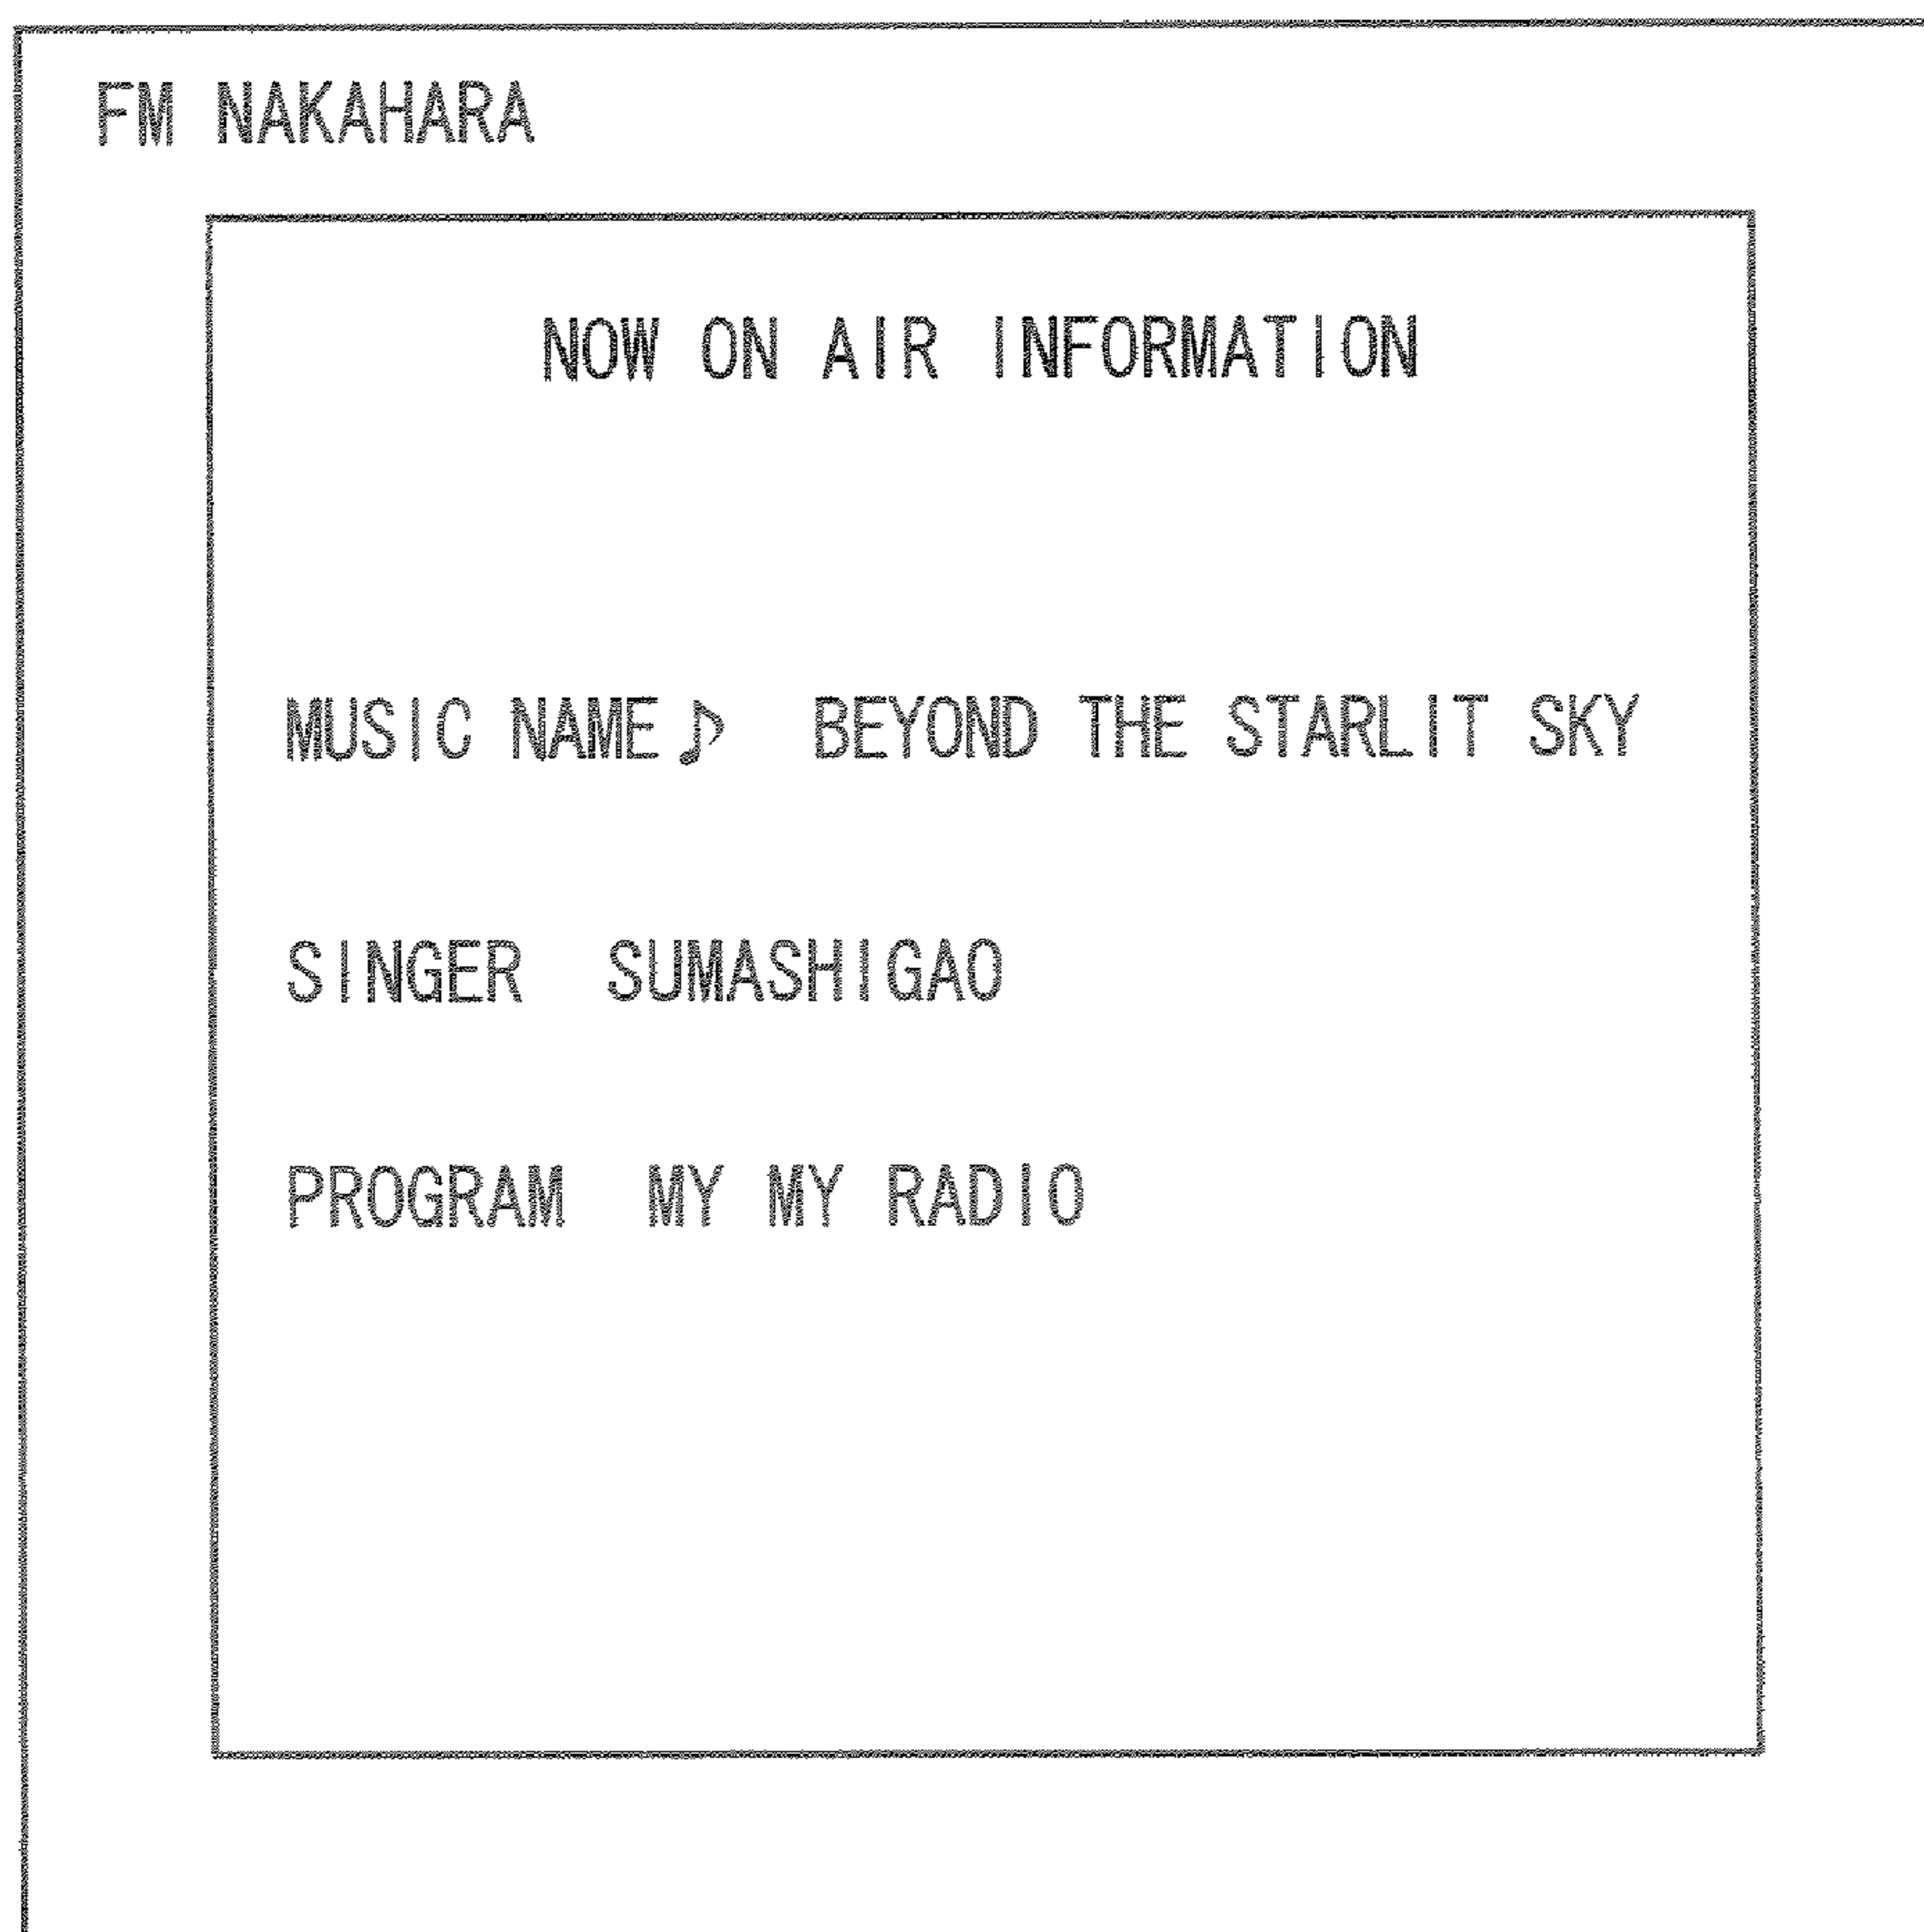 FM NAKAHARA
NOW ON AIR INFORMATION
MUSIC NAME♪ BEYOND THE STARLIT SKY
SINGER SUMASHIGAO
PROGRAM MY MY RADIO